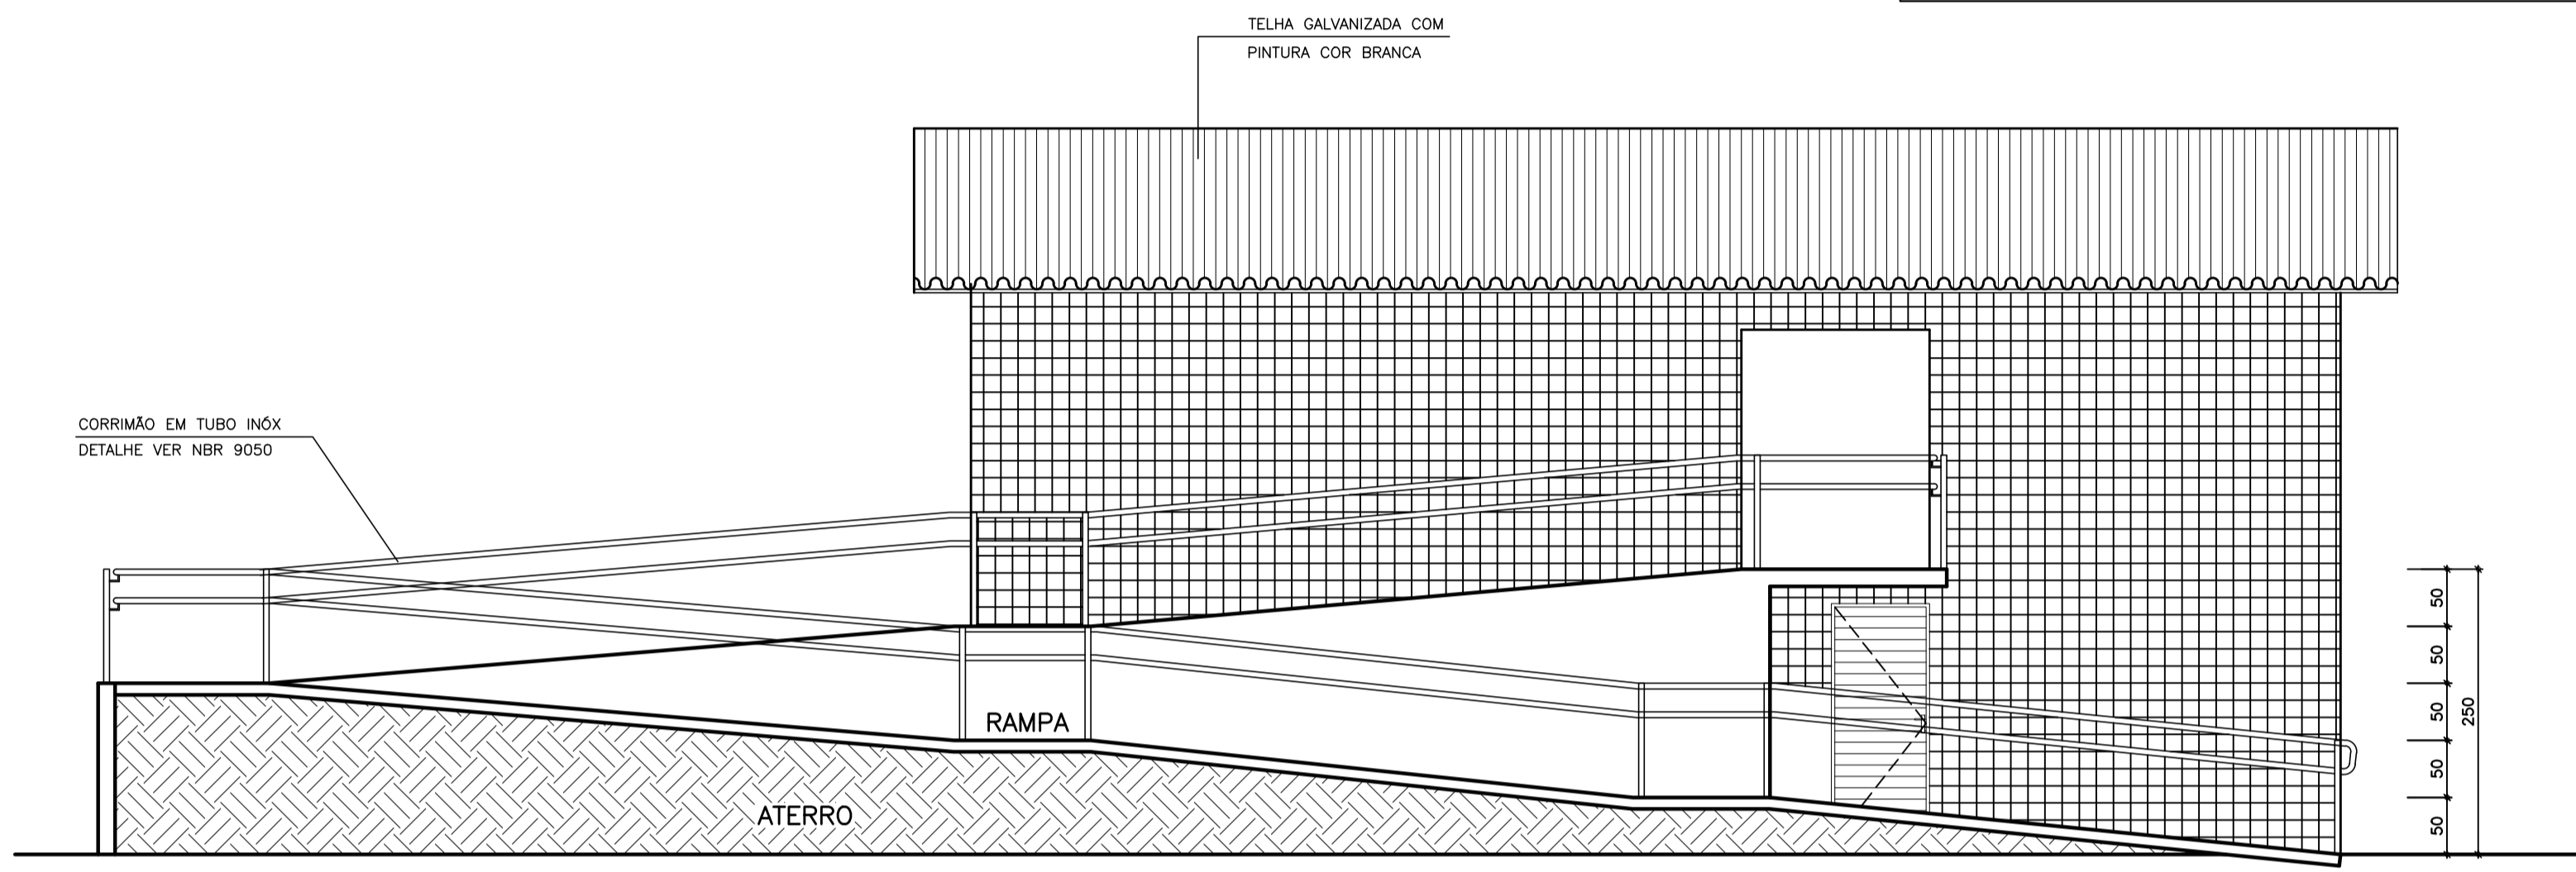 TELHA GALVANIZADA COM
PINTURA COR BRANCA
CORRIMÃO EM TUBO INÓX
DETALHE VER NBR 9050
RAMPA
ATERRO
50
50
50
50
50
250